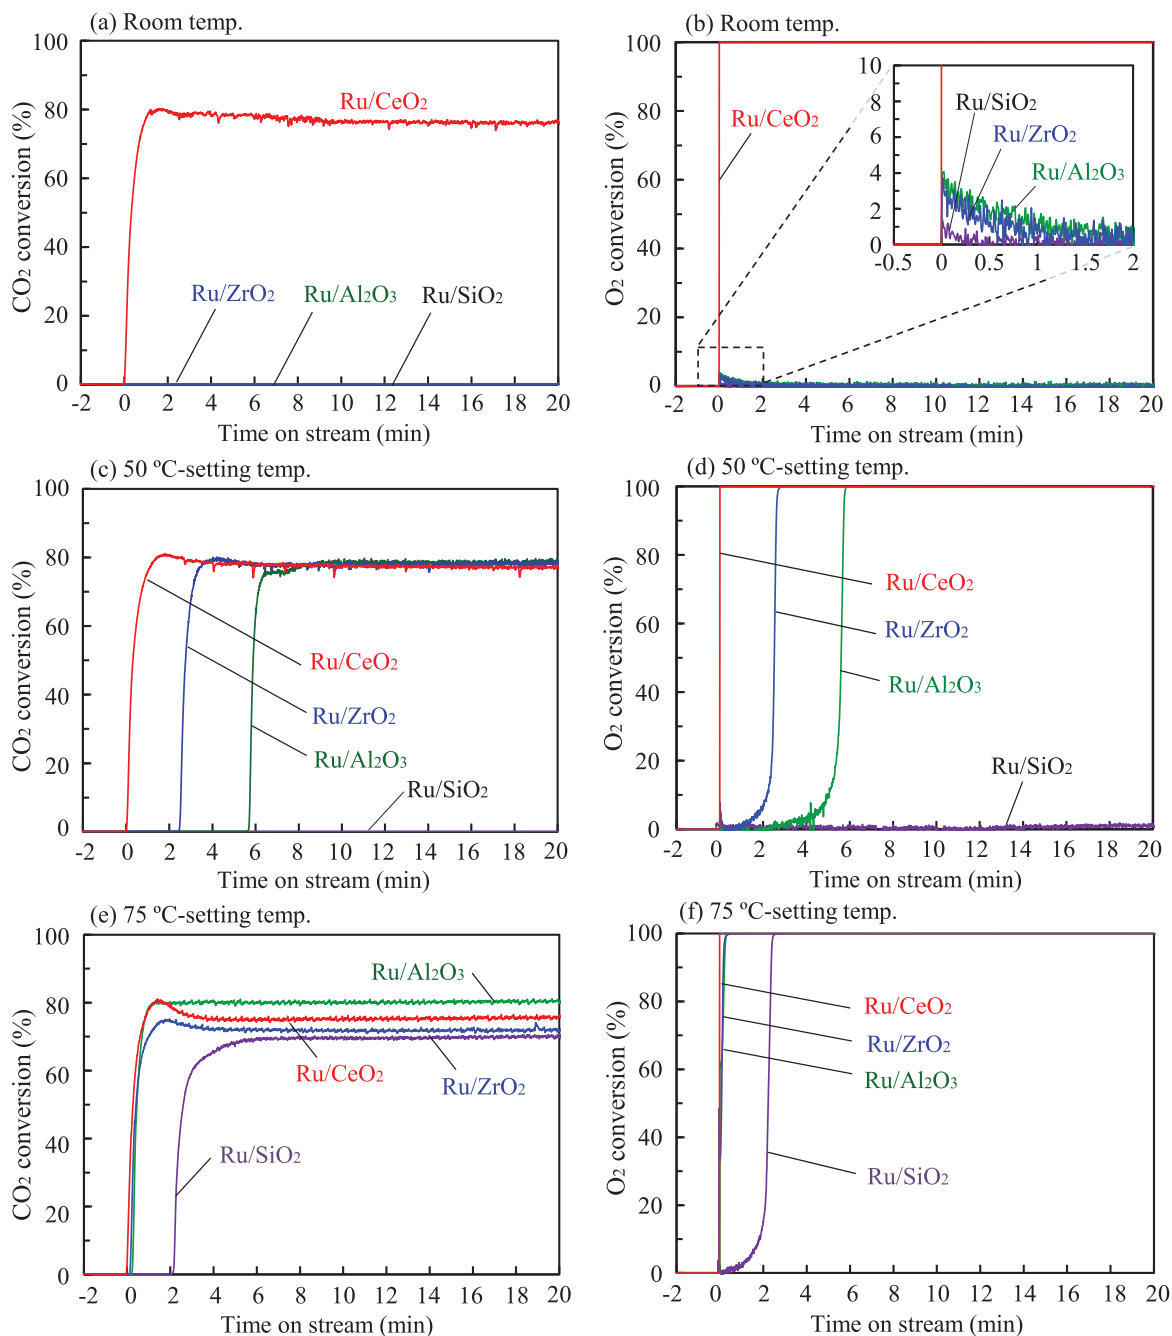 (a) Room temp.
CO2 conversion (%)
100
80
60
40
20
0
Ru/CeO2
Ru/ZrO2
Ru/Al2O3
Ru/SiO2
-2 0 2 4 6 8 10 12 14 16 18 20
Time on stream (min)
(b) Room temp.
O2 conversion (%)
100
80
60
40
20
0
Ru/CeO2
10
8
6
4
2
0
Ru/SiO2
Ru/ZrO2
Ru/Al2O3
-0.5 0 0.5 1 1.5 2
-2 0 2 4 6 8 10 12 14 16 18 20
Time on stream (min)
(c) 50 ºC-setting temp.
CO2 conversion (%)
100
80
60
40
20
0
Ru/CeO2
Ru/ZrO2
Ru/Al2O3
Ru/SiO2
-2 0 2 4 6 8 10 12 14 16 18 20
Time on stream (min)
(d) 50 ºC-setting temp.
O2 conversion (%)
100
80
60
40
20
0
Ru/CeO2
Ru/ZrO2
Ru/Al2O3
Ru/SiO2
-2 0 2 4 6 8 10 12 14 16 18 20
Time on stream (min)
(e) 75 ºC-setting temp.
CO2 conversion (%)
100
80
60
40
20
0
Ru/Al2O3
Ru/CeO2
Ru/ZrO2
Ru/SiO2
-2 0 2 4 6 8 10 12 14 16 18 20
Time on stream (min)
(f) 75 ºC-setting temp.
O2 conversion (%)
100
80
60
40
20
0
Ru/CeO2
Ru/ZrO2
Ru/Al2O3
Ru/SiO2
-2 0 2 4 6 8 10 12 14 16 18 20
Time on stream (min)